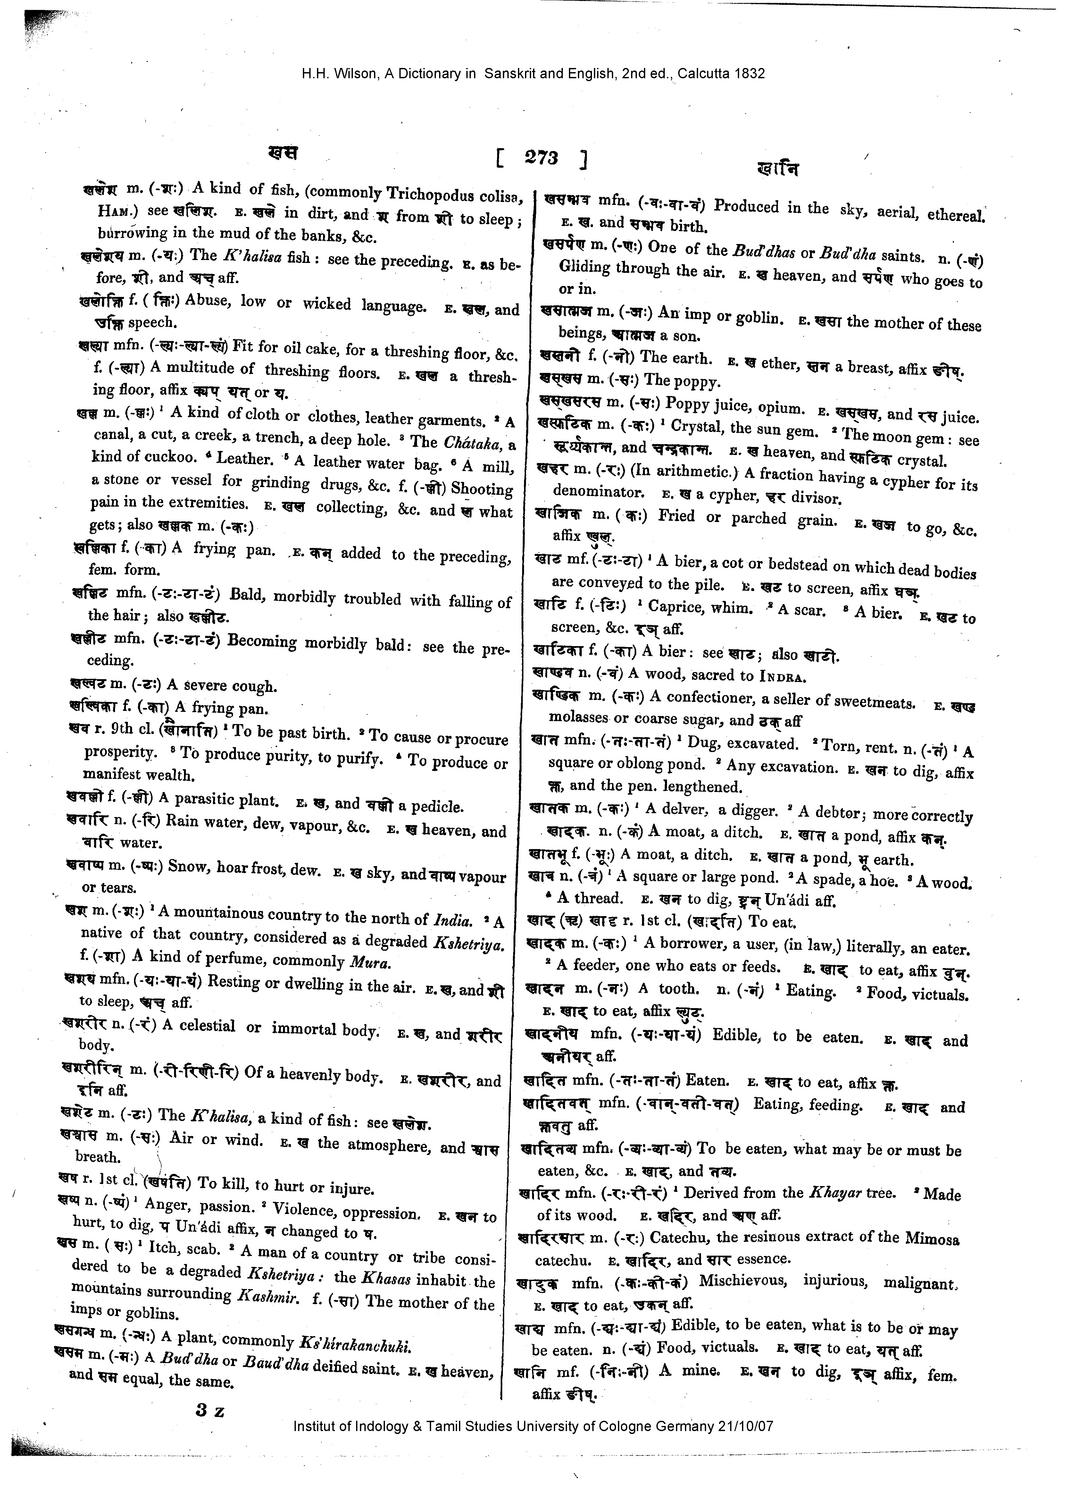 H.H. Wilson, A Dictionary in Sanskrit and English, 2nd ed., Calcutta 1832
खस
[ 273 ]
खानि
खलेश m. (-शः) A kind of fish, (commonly Trichopodus colisa,
HAM.) see खलिश. E. खले in dirt, and श from शी to sleep;
burrowing in the mud of the banks, &c.
खलेशय m. (-यः) The K'halisa fish : see the preceding. E. as be-
fore, शी, and अच् aff.
खलोक्ति f. ( क्तिः) Abuse, low or wicked language. E. खल, and
उक्ति speech.
खल्या mfn. (-ल्यः-ल्या-ल्यं) Fit for oil cake, for a threshing floor, &c.
f. (-ल्या) A multitude of threshing floors. E. खल a thresh-
ing floor, affix क्यप् यत् or य.
खल्ल m. (-ल्लः) ¹ A kind of cloth or clothes, leather garments. ² A
canal, a cut, a creek, a trench, a deep hole. ³ The Chátaka, a
kind of cuckoo. ⁴ Leather. ⁵ A leather water bag. ⁶ A mill,
a stone or vessel for grinding drugs, &c. f. (-ल्ली) Shooting
pain in the extremities. E. खल collecting, &c. and ल what
gets; also खल्लक m. (-कः)
खल्लिका f. (-का) A frying pan. E. कन् added to the preceding,
fem. form.
खल्लिट mfn. (-टः-टा-टं) Bald, morbidly troubled with falling of
the hair; also खल्लीट.
खल्लीट mfn. (-टः-टा-टं) Becoming morbidly bald: see the pre-
ceding.
खल्वट m. (-टः) A severe cough.
खल्विका f. (-का) A frying pan.
खव r. 9th cl. (खौनाति) ¹ To be past birth. ² To cause or procure
prosperity. ³ To produce purity, to purify. ⁴ To produce or
manifest wealth.
खवल्ली f. (-ल्ली) A parasitic plant. E. ख, and वल्ली a pedicle.
खवारि n. (-रि) Rain water, dew, vapour, &c. E. ख heaven, and
वारि water.
खवाष्प m. (-ष्पः) Snow, hoar frost, dew. E. ख sky, and वाष्प vapour
or tears.
खश m. (-शः) ¹ A mountainous country to the north of India. ² A
native of that country, considered as a degraded Kshetriya.
f. (-शा) A kind of perfume, commonly Mura.
खशय mfn. (-यः-या-यं) Resting or dwelling in the air. E. ख, and शी
to sleep, अच् aff.
खशरीर n. (-रं) A celestial or immortal body. E. ख, and शरीर
body.
खशरीरिन् m. (-री-रिणी-रि) Of a heavenly body. E. खशरीर, and
इनि aff.
खशेट m. (-टः) The K'halisa, a kind of fish: see खलेश.
खश्वास m. (-सः) Air or wind. E. ख the atmosphere, and श्वास
breath.
खष r. 1st cl. (खषति) To kill, to hurt or injure.
खष्प n. (-ष्पं) ¹ Anger, passion. ² Violence, oppression. E. खन to
hurt, to dig, प Un'ádi affix, न changed to ष.
खस m. ( सः) ¹ Itch, scab. ² A man of a country or tribe consi-
dered to be a degraded Kshetriya : the Khasas inhabit the
mountains surrounding Kashmir. f. (-सा) The mother of the
imps or goblins.
खसगन्ध m. (-न्धः) A plant, commonly Ks'hírakanchuki.
खसम m. (-मः) A Bud'dha or Baud'dha deified saint. E. ख heaven,
and सम equal, the same.
3 Z
खसम्भव mfn. (-वः-वा-वं) Produced in the sky, aerial, ethereal.
E. ख. and सम्भव birth.
खसर्पण m. (-णः) One of the Bud'dhas or Bud'dha saints. n. (-णं)
Gliding through the air. E. ख heaven, and सर्पण who goes to
or in.
खसात्मज m. (-जः) An imp or goblin. E. खसा the mother of these
beings, आत्मज a son.
खस्तनी f. (-नी) The earth. E. ख ether, स्तन a breast, affix ङीष्.
खस्खस m. (-सः) The poppy.
खस्खसरस m. (-सः) Poppy juice, opium. E. खस्खस, and रस juice.
खस्फटिक m. (-कः) ¹ Crystal, the sun gem. ² The moon gem : see
सूर्य्यकान्त, and चन्द्रकान्त. E. ख heaven, and स्फटिक crystal.
खहर m. (-रः) (In arithmetic.) A fraction having a cypher for its
denominator. E. ख a cypher, हर divisor.
खाजिक m. ( कः) Fried or parched grain. E. खज to go, &c.
affix
खाट mf. (-टः-टा) ¹ A bier, a cot or bedstead on which dead bodies
are conveyed to the pile. E. खट to screen, affix घञ्.
खाटि f. (-टिः) ¹ Caprice, whim. ² A scar. ³ A bier. E. खट to
screen, &c. इञ् aff.
खाटिका f. (-का) A bier: see खाट; also खाटी.
खाण्डव n. (-वं) A wood, sacred to INDRA.
खाण्डिक m. (-कः) A confectioner, a seller of sweetmeats. E. खण्ड
molasses or coarse sugar, and ठक् aff
खात mfn. (-तः-ता-तं) ¹ Dug, excavated. ² Torn, rent. n. (-तं) ¹ A
square or oblong pond. ² Any excavation. E. खन to dig, affix
क्त, and the pen. lengthened.
खातक m. (-कः) ¹ A delver, a digger. ² A debtor; more correctly
खादक. n. (-कं) A moat, a ditch. E. खात a pond, affix कन्.
खातभू f. (-भूः) A moat, a ditch. E. खात a pond, भू earth.
खात्र n. (-त्रं) ¹ A square or large pond. ² A spade, a hoe. ³ A wood.
⁴ A thread. E. खन to dig, ष्ट्रन् Un'ádi aff.
खाद (ऋ) खादृ r. 1st cl. (खादति) To eat.
खादक m. (-कः) ¹ A borrower, a user, (in law,) literally, an eater.
² A feeder, one who eats or feeds. E. खाद् to eat, affix वुन्.
खादन m. (-नः) A tooth. n. (-नं) ¹ Eating. ² Food, victuals.
E. खाद् to eat, affix ल्युट्.
खादनीय mfn. (-यः-या-यं) Edible, to be eaten. E. खाद् and
अनीयर् aff.
खादित mfn. (-तः-ता-तं) Eaten. E. खाद् to eat, affix क्त.
खादितवत् mfn. (-वान्-वती-वत्) Eating, feeding. E. खाद् and
क्तवतु aff.
खादितव्य mfn. (-व्यः-व्या-व्यं) To be eaten, what may be or must be
eaten, &c. E. खाद्, and तव्य.
खादिर mfn. (-रः-री-रं) ¹ Derived from the Khayar tree. ² Made
of its wood. E. खदिर, and अण् aff.
खादिरसार m. (-रः) Catechu, the resinous extract of the Mimosa
catechu. E. खादिर, and सार essence.
खादुक mfn. (-कः-की-कं) Mischievous, injurious, malignant.
E. खाद् to eat, उकन् aff.
खाद्य mfn. (-द्यः-द्या-द्यं) Edible, to be eaten, what is to be or may
be eaten. n. (-द्यं) Food, victuals. E. खाद् to eat, यत् aff.
खानि mf. (-निः-नी) A mine. E. खन to dig, इञ् affix, fem.
affix ङीष्.
Institut of Indology & Tamil Studies University of Cologne Germany 21/10/07